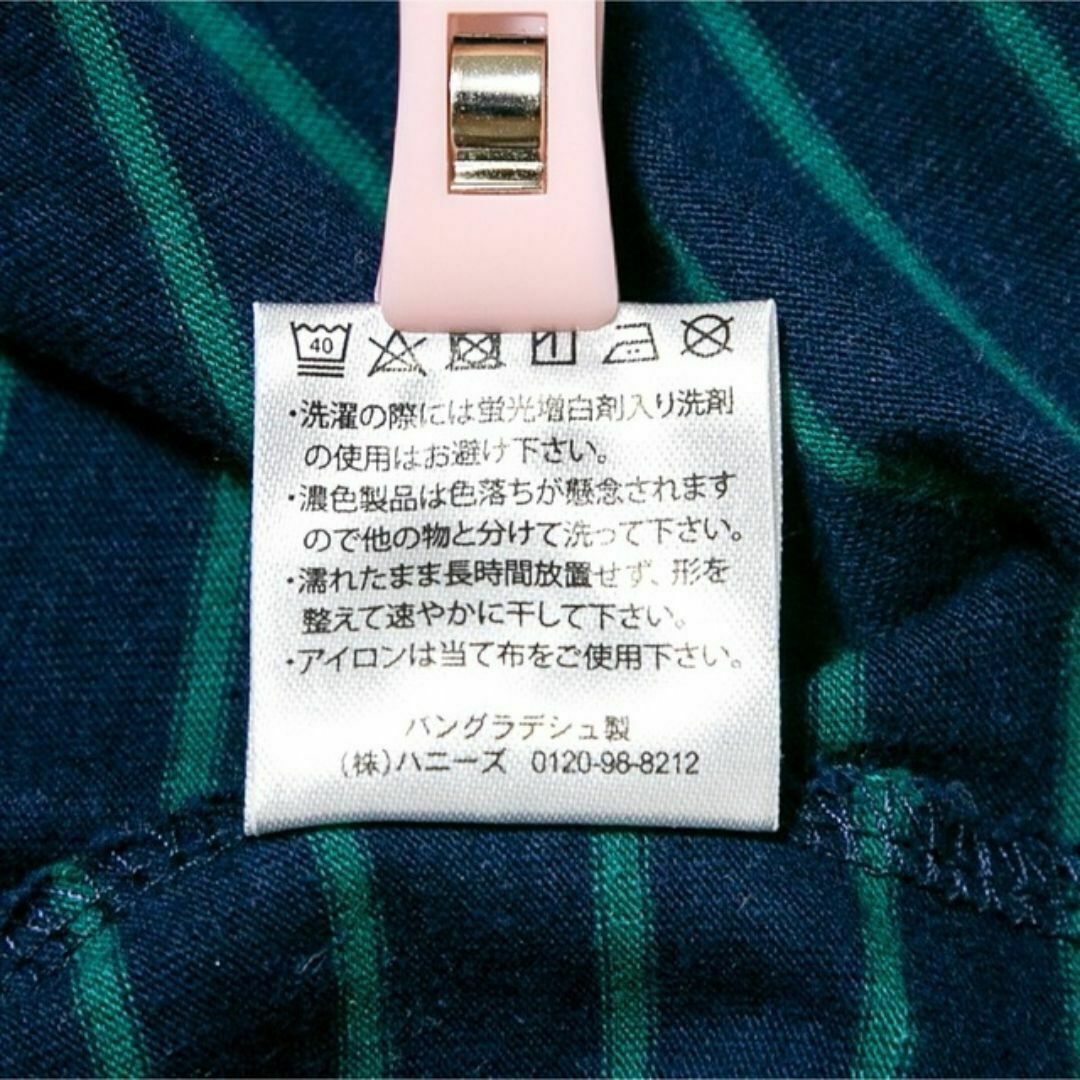 40
・洗濯の際には蛍光増白剤入り洗剤
の使用はお避け下さい。
・濃色製品は色落ちが懸念されます
ので他の物と分けて洗って下さい。
・濡れたまま長時間放置せず、形を
整えて速やかに干して下さい。
・アイロンは当て布をご使用下さい。
バングラデシュ製
(株)ハニーズ 0120-98-8212